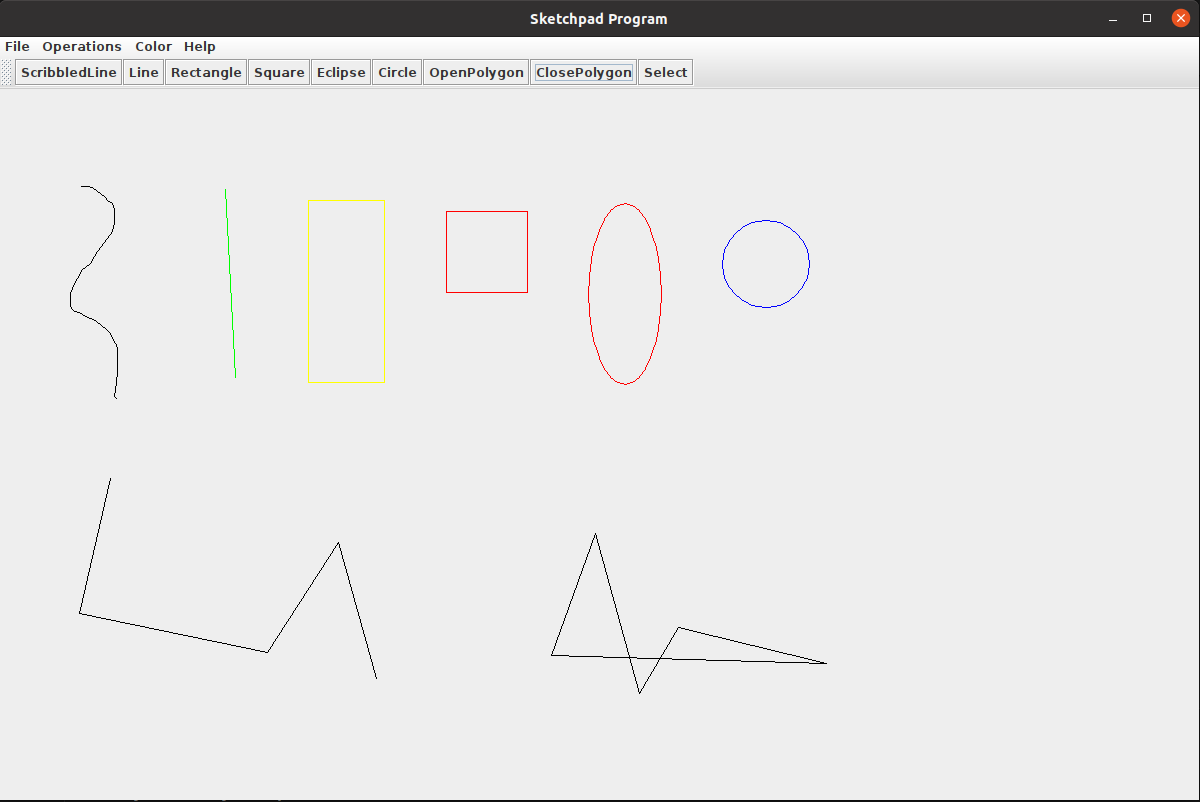 Sketchpad Program
File Operations Color Help
ScribbledLine Line Rectangle Square Eclipse Circle OpenPolygon ClosePolygon Select